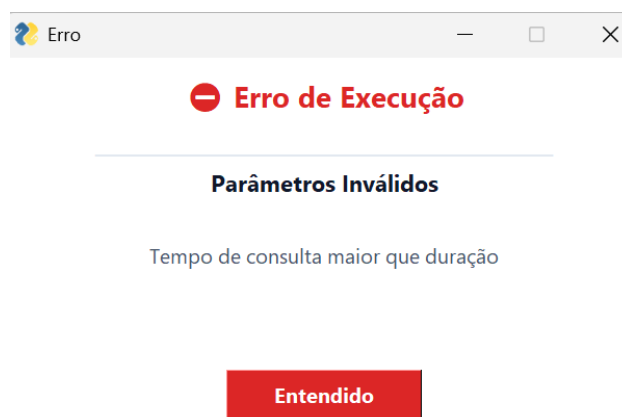 Erro
Erro de Execução
Parâmetros Inválidos
Tempo de consulta maior que duração
Entendido